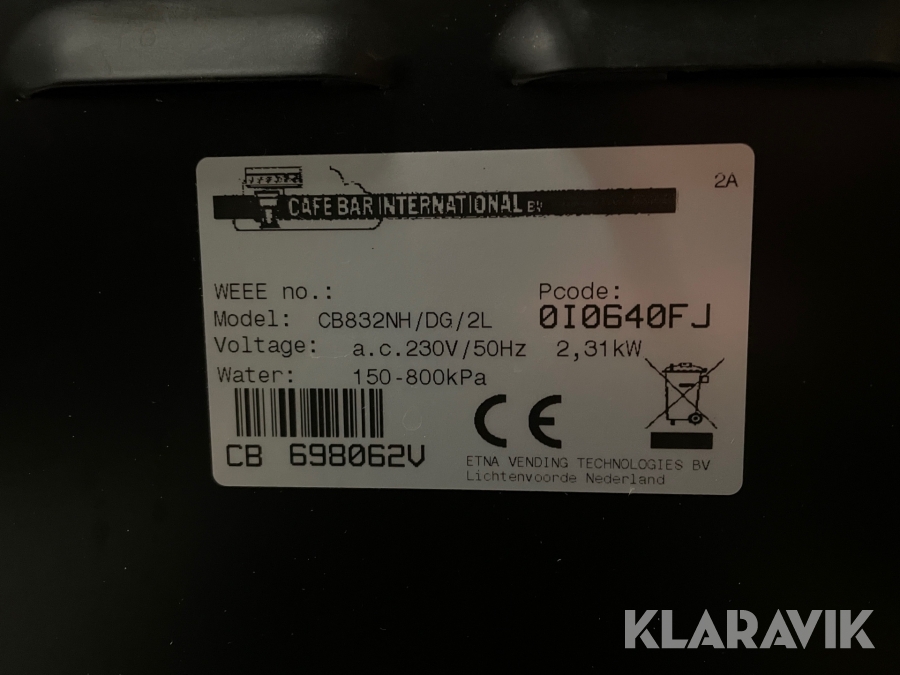 2A
CAFE BAR INTERNATIONAL BV
WEEE no.:
Pcode:
Model: CB832NH/DG/2L
0I0640FJ
Voltage: a.c.230V/50Hz 2,31kW
Water: 150-800kPa
CE
CB 698062V
ETNA VENDING TECHNOLOGIES BV
Lichtenvoorde Nederland
KLARAVIK